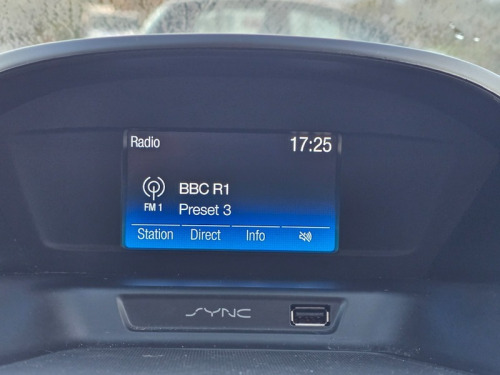 Radio 17:25
BBC R1
FM 1 Preset 3
Station Direct Info
SYNC